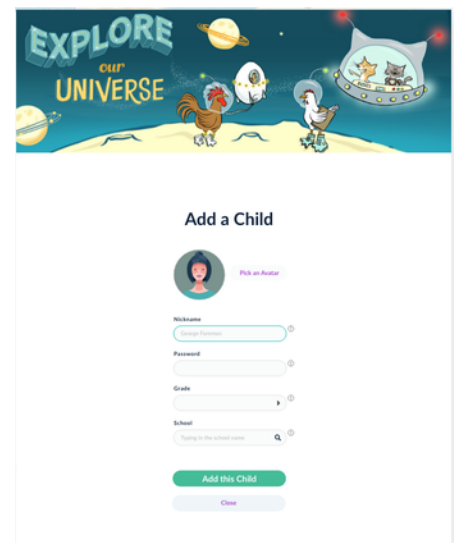 EXPLORE
our
UNIVERSE
Add a Child
Pick an Avatar
Nickname
George Foreman
Password
Grade
School
Typing in the school name
Add this Child
Close